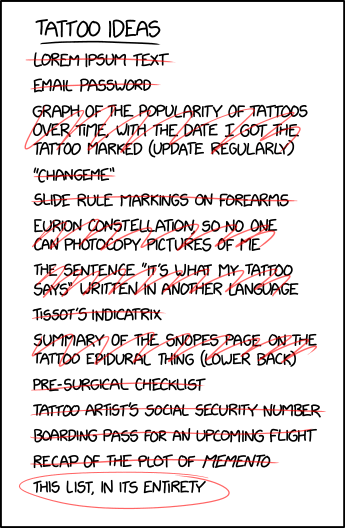 TATTOO IDEAS
LOREM IPSUM TEXT
EMAIL PASSWORD
GRAPH OF THE POPULARITY OF TATTOOS
OVER TIME, WITH THE DATE I GOT THE
TATTOO MARKED (UPDATE REGULARLY)
"CHANGEME"
SLIDE RULE MARKINGS ON FOREARMS
EURION CONSTELLATION SO NO ONE
CAN PHOTOCOPY PICTURES OF ME
THE SENTENCE "IT'S WHAT MY TATTOO
SAYS" WRITTEN IN ANOTHER LANGUAGE
TISSOT'S INDICATRIX
SUMMARY OF THE SNOPES PAGE ON THE
TATTOO EPIDURAL THING (LOWER BACK)
PRE-SURGICAL CHECKLIST
TATTOO ARTIST'S SOCIAL SECURITY NUMBER
BOARDING PASS FOR AN UPCOMING FLIGHT
RECAP OF THE PLOT OF MEMENTO
THIS LIST, IN ITS ENTIRETY